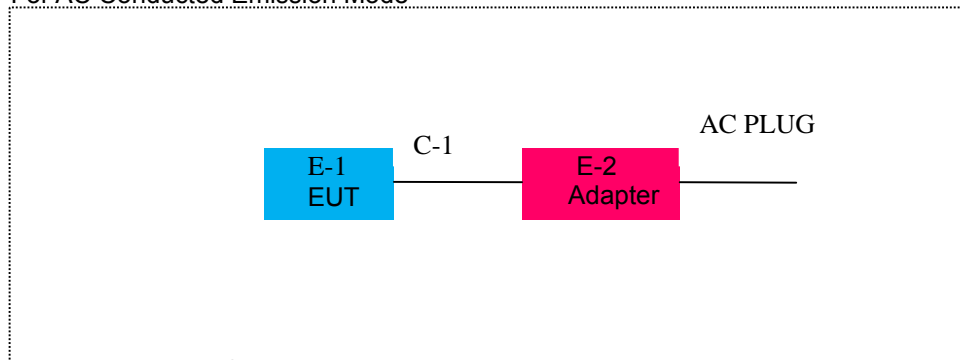 For AC Conducted Emission Mode
AC PLUG
C-1
E-1
EUT
E-2
Adapter